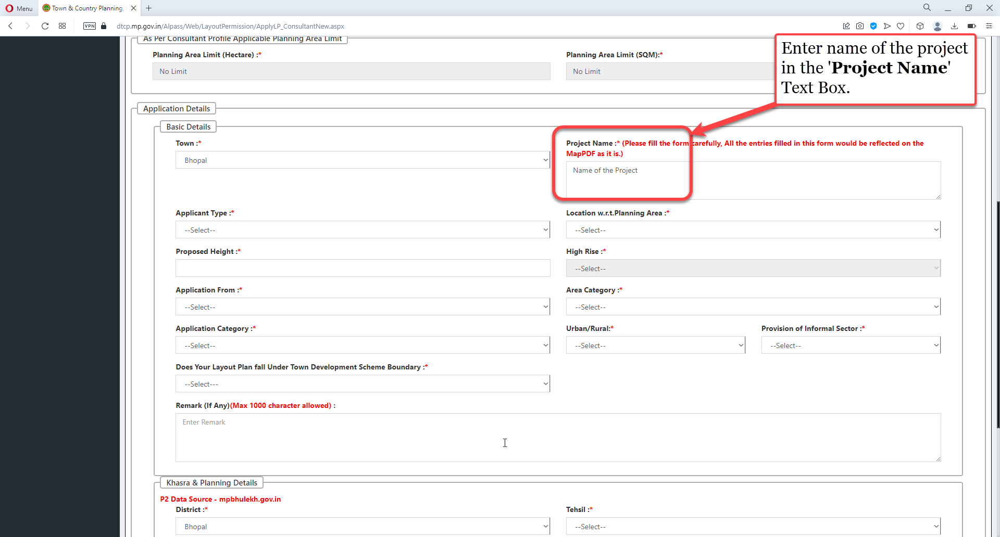 Menu
Town & Country Planning,
VPN
dtcp.mp.gov.in/Alpass/Web/LayoutPermission/ApplyLP_ConsultantNew.aspx
As Per Consultant Profile Applicable Planning Area Limit
Planning Area Limit (Hectare) :*
Planning Area Limit (SQM):*
No Limit
No Limit
Enter name of the project
in the 'Project Name'
Text Box.
Application Details
Basic Details
Town :*
Bhopal
Project Name :* (Please fill the form carefully, All the entries filled in this form would be reflected on the
MapPDF as it is.)
Name of the Project
Applicant Type :*
--Select--
Location w.r.t.Planning Area :*
--Select--
Proposed Height :*
High Rise :*
--Select--
Application From :*
--Select--
Area Category :*
--Select--
Application Category :*
--Select--
Urban/Rural:*
--Select--
Provision of Informal Sector :*
--Select--
Does Your Layout Plan fall Under Town Development Scheme Boundary :*
--Select---
Remark (If Any)(Max 1000 character allowed) :
Enter Remark
Khasra & Planning Details
P2 Data Source - mpbhulekh.gov.in
District :*
Bhopal
Tehsil :*
--Select--